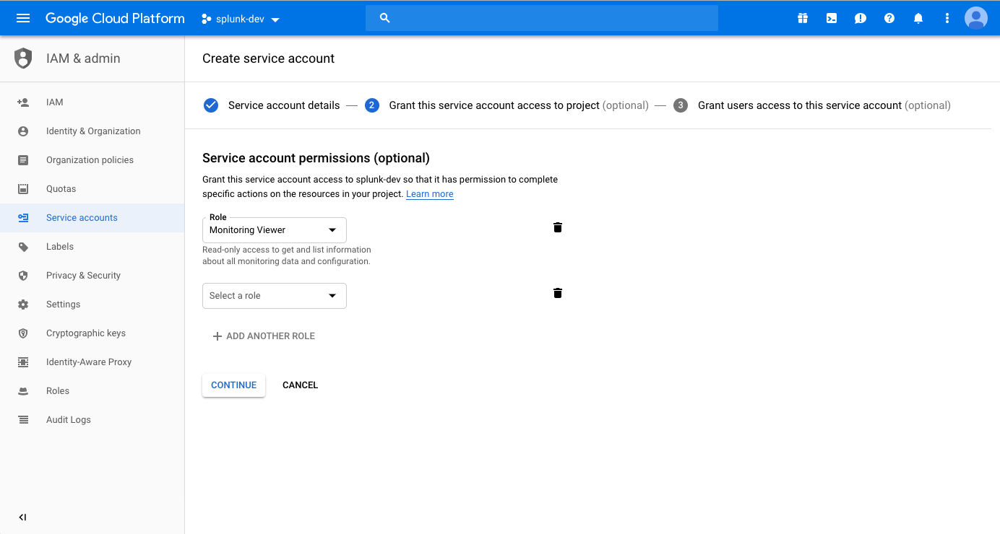 Google Cloud Platform
splunk-dev
IAM & admin
Create service account
IAM
Identity & Organization
Organization policies
Quotas
Service accounts
Labels
Privacy & Security
Settings
Cryptographic keys
Identity-Aware Proxy
Roles
Audit Logs
Service account details — 2 Grant this service account access to project (optional) — 3 Grant users access to this service account (optional)
Service account permissions (optional)
Grant this service account access to splunk-dev so that it has permission to complete
specific actions on the resources in your project. Learn more
Role
Monitoring Viewer
Read-only access to get and list information
about all monitoring data and configuration.
Select a role
ADD ANOTHER ROLE
CONTINUE CANCEL